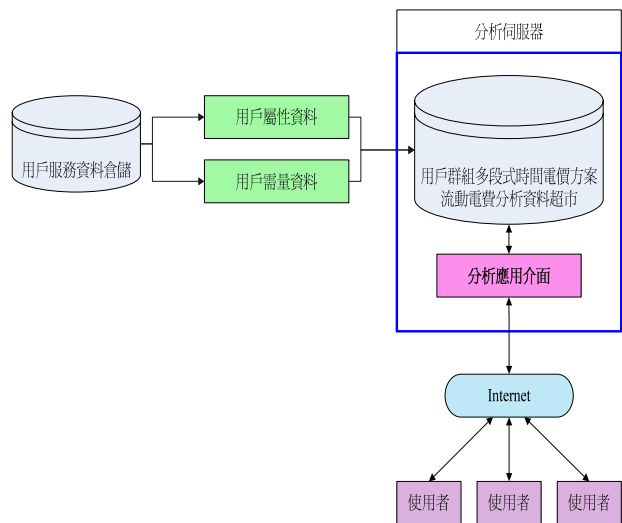 分析伺服器
用戶服務資料倉儲
用戶屬性資料
用戶需量資料
用戶群組多段式時間電價方案
流動電費分析資料超市
分析應用介面
Internet
使用者
使用者
使用者